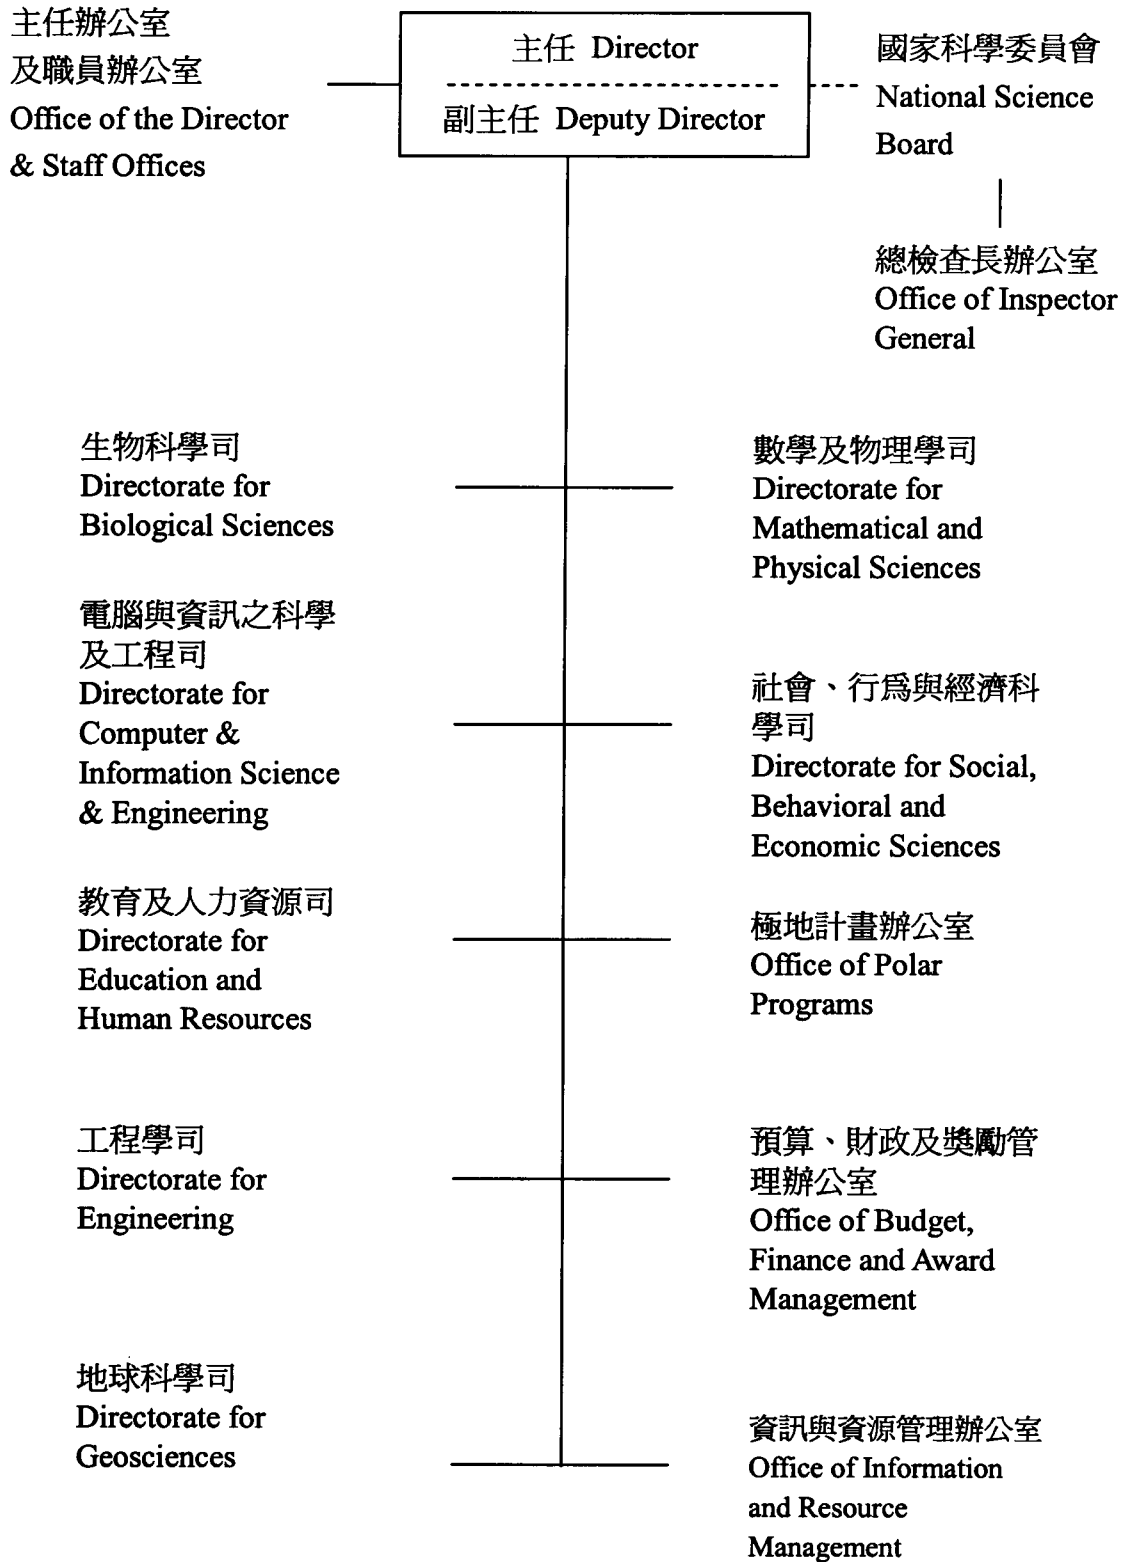 主任辦公室
及職員辦公室
Office of the Director
& Staff Offices
主任 Director
副主任 Deputy Director
國家科學委員會
National Science
Board
總檢查長辦公室
Office of Inspector
General
生物科學司
Directorate for
Biological Sciences
數學及物理學司
Directorate for
Mathematical and
Physical Sciences
電腦與資訊之科學
及工程司
Directorate for
Computer &
Information Science
& Engineering
社會、行為與經濟科
學司
Directorate for Social,
Behavioral and
Economic Sciences
教育及人力資源司
Directorate for
Education and
Human Resources
極地計畫辦公室
Office of Polar
Programs
工程學司
Directorate for
Engineering
預算、財政及獎勵管
理辦公室
Office of Budget,
Finance and Award
Management
地球科學司
Directorate for
Geosciences
資訊與資源管理辦公室
Office of Information
and Resource
Management